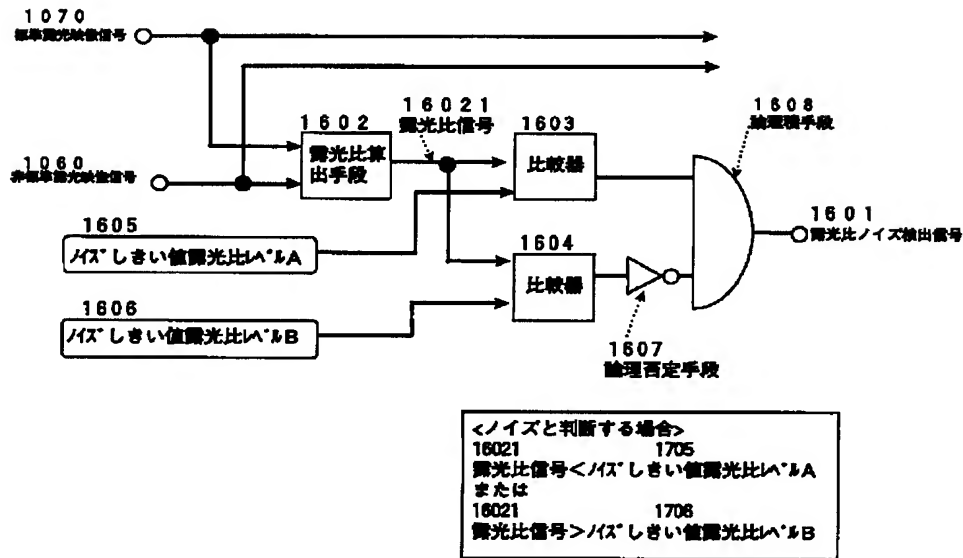 1070
標準露光映像信号
1060
非標準露光映像信号
1602
露光比算
出手段
16021
露光比信号
1603
比較器
1604
比較器
1605
ノイズしきい値露光比レベルA
1606
ノイズしきい値露光比レベルB
1607
論理否定手段
1608
論理積手段
1601
露光比ノイズ検出信号
<ノイズと判断する場合>
16021 1705
露光比信号<ノイズしきい値露光比レベルA
または
16021 1706
露光比信号>ノイズしきい値露光比レベルB